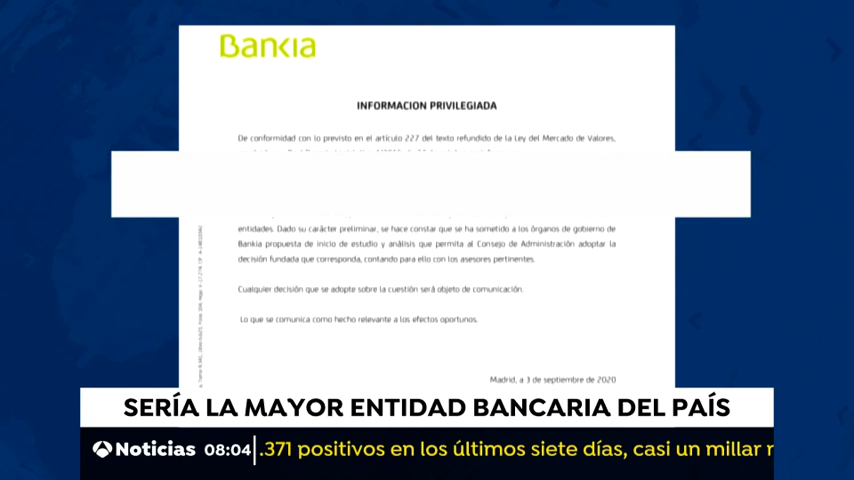 Bankia
INFORMACION PRIVILEGIADA
De conformidad con lo previsto en el artículo 227 del texto refundido de la Ley del Mercado de Valores,
entidades. Dado su carácter preliminar, se hace constar que se ha sometido a los órganos de gobierno de
Bankia propuesta de inicio de estudio y análisis que permita al Consejo de Administración adoptar la
decisión fundada que corresponda, contando para ello con los asesores pertinentes.
Cualquier decisión que se adopte sobre la cuestión será objeto de comunicación.
Lo que se comunica como hecho relevante a los efectos oportunos.
Madrid, a 3 de septiembre de 2020
SERÍA LA MAYOR ENTIDAD BANCARIA DEL PAÍS
Noticias 08:04 .371 positivos en los últimos siete días, casi un millar